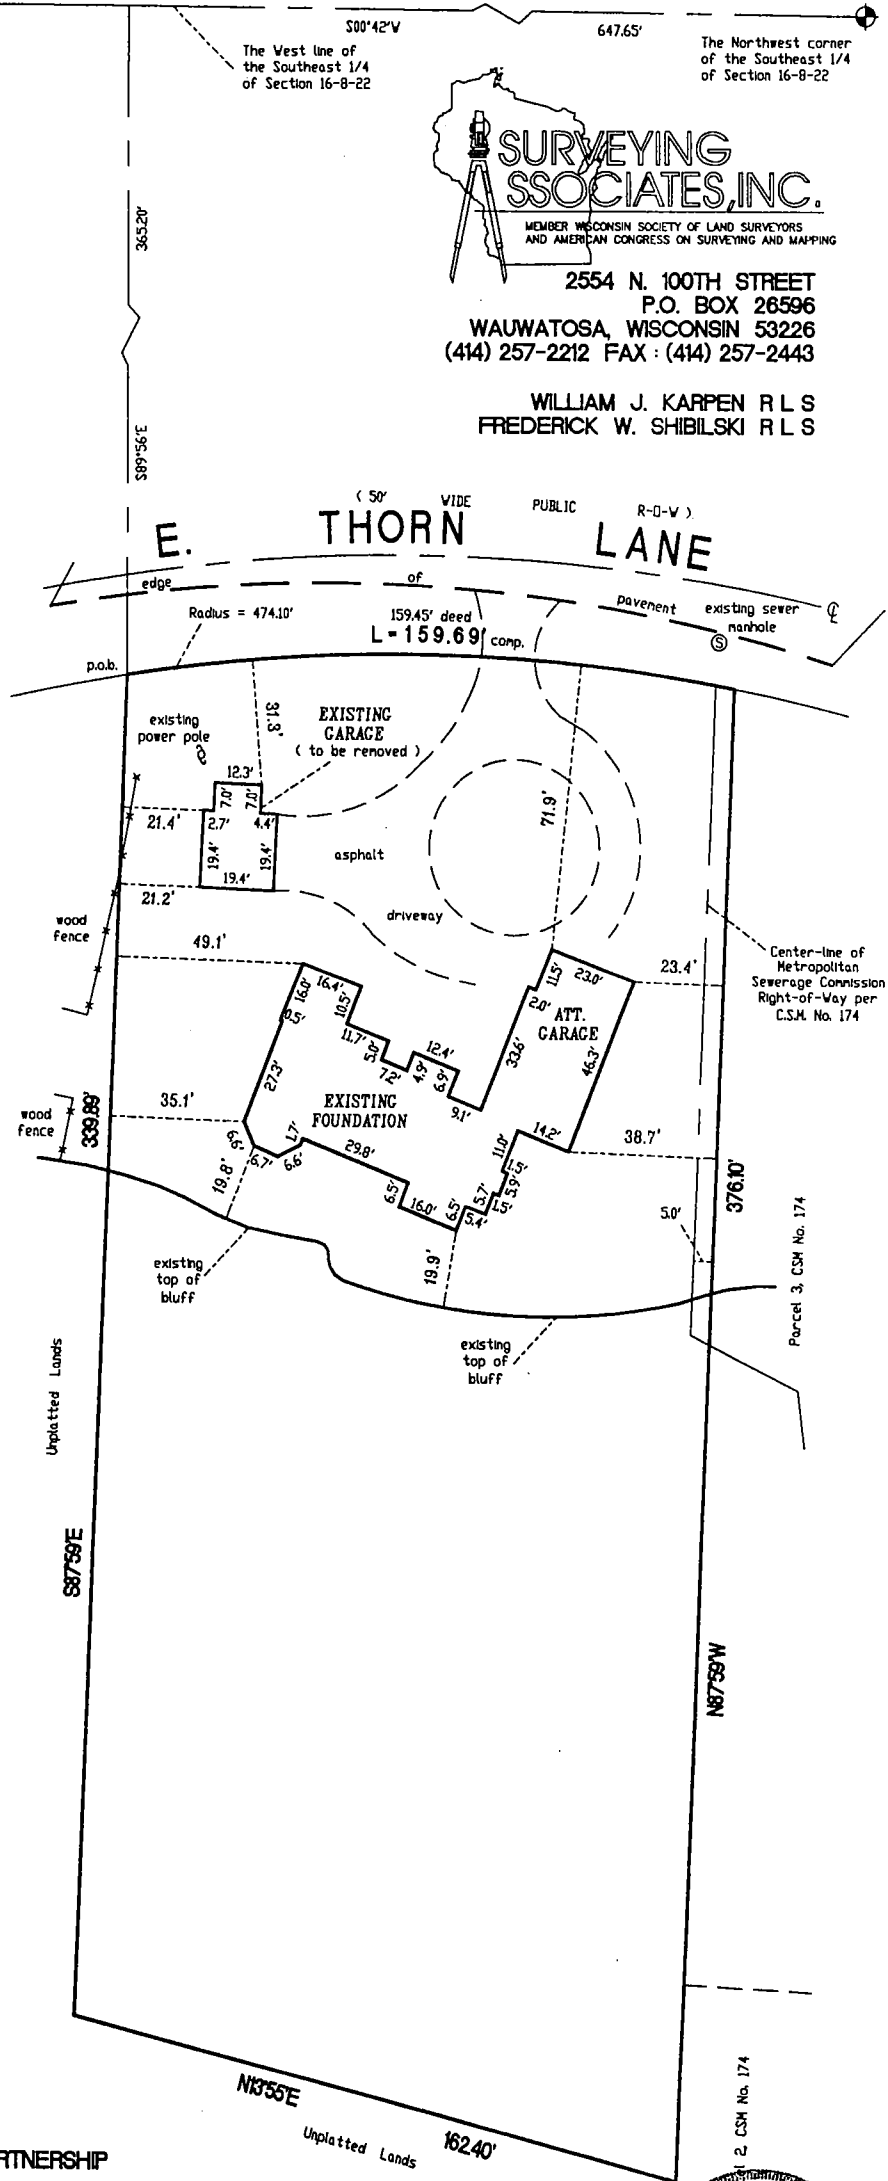 S00°42'W
647.65'
The West line of
the Southeast 1/4
of Section 16-8-22
The Northwest corner
of the Southeast 1/4
of Section 16-8-22
SURVEYING
SSOCIATES, INC.
MEMBER WISCONSIN SOCIETY OF LAND SURVEYORS
AND AMERICAN CONGRESS ON SURVEYING AND MAPPING
365.20'
2554 N. 100TH STREET
P.O. BOX 26596
WAUWATOSA, WISCONSIN 53226
(414) 257-2212 FAX : (414) 257-2443
WILLIAM J. KARPEN R L S
FREDERICK W. SHIBILSKI R L S
S89°56'E
( 50' WIDE PUBLIC R-O-W )
E. THORN LANE
edge of pavement
existing sewer
manhole
S
Radius = 474.10'
159.45' deed
L=159.69' comp.
p.o.b.
existing
power pole
31.3'
EXISTING
GARAGE
( to be removed )
12.3'
7.0'
7.0'
21.4'
2.7'
4.4'
19.4'
19.4'
19.4'
21.2'
71.9'
asphalt
driveway
wood
fence
49.1'
23.4'
Center-line of
Metropolitan
Sewerage Commission
Right-of-Way per
C.S.M. No. 174
16.0'
16.4'
10.5'
0.5'
11.7'
5.0'
7.2'
4.9'
12.4'
6.9'
9.1'
11.5'
23.0'
2.0'
ATT.
GARAGE
33.6'
46.3'
27.3'
EXISTING
FOUNDATION
35.1'
wood
fence
339.89'
6.6'
6.7'
6.6'
1.7'
29.8'
19.8'
6.5'
16.0'
6.5'
5.4'
5.7'
1.5'
5.9'
1.5'
11.0'
14.2'
38.7'
376.10'
5.0'
19.9'
existing
top of
bluff
existing
top of
bluff
Parcel 3, CSM No. 174
Unplatted Lands
S87°59'E
N87°59'W
N13°55'E
162.40'
Unplatted Lands
el 2, CSM No. 174
RTNERSHIP